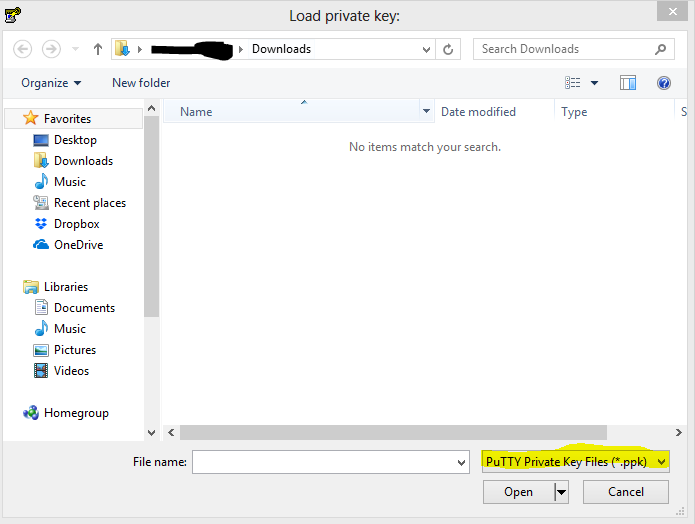 Load private key:
Downloads
Search Downloads
Organize
New folder
Name
Date modified
Type
S
No items match your search.
Favorites
Desktop
Downloads
Music
Recent places
Dropbox
OneDrive
Libraries
Documents
Music
Pictures
Videos
Homegroup
File name:
PuTTY Private Key Files (*.ppk)
Open
Cancel